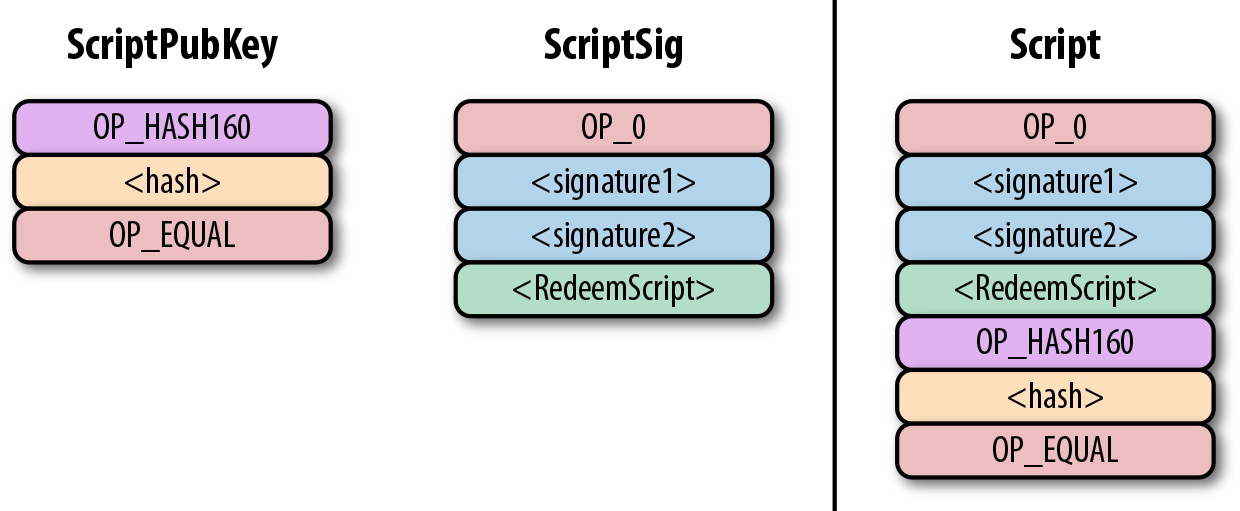 ScriptPubKey
OP_HASH160
<hash>
OP_EQUAL
ScriptSig
OP_0
<signature1>
<signature2>
<RedeemScript>
Script
OP_0
<signature1>
<signature2>
<RedeemScript>
OP_HASH160
<hash>
OP_EQUAL